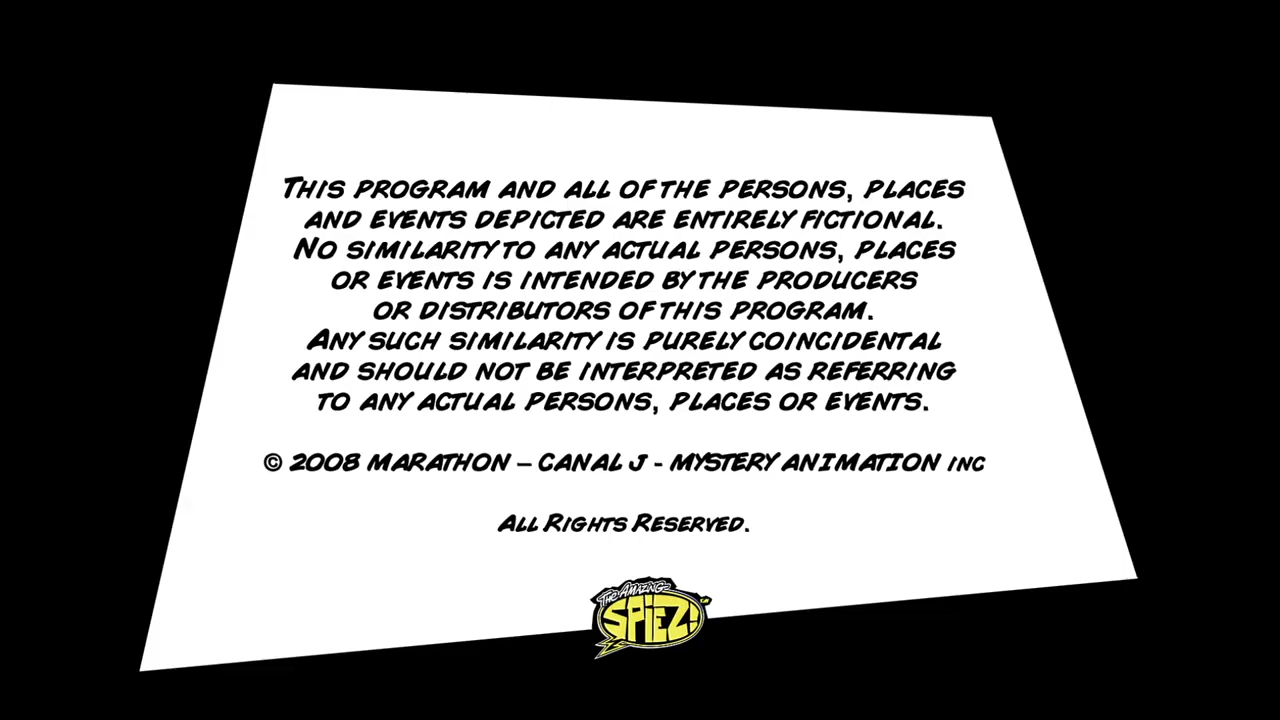 This program and all of the persons, places
and events depicted are entirely fictional.
No similarity to any actual persons, places
or events is intended by the producers
or distributors of this program.
Any such similarity is purely coincidental
and should not be interpreted as referring
to any actual persons, places or events.
© 2008 MARATHON – CANAL J - MYSTERY ANIMATION INC
All Rights Reserved.
The Amazing
SPiEZ!